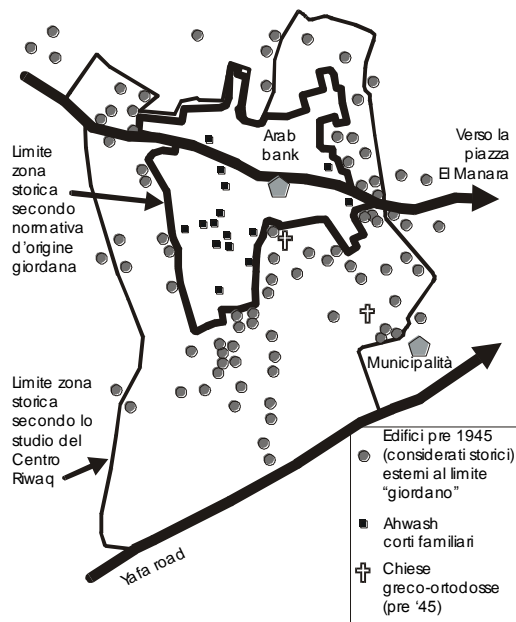 Arab
bank
Verso la
piazza
El Manara
Limite
zona
storica
secondo
normativa
d'origine
giordana
Municipalità
Limite zona
storica
secondo lo
studio del
Centro
Riwaq
Yafa road
Edifici pre 1945
(considerati storici)
esterni al limite
"giordano"
Ahwash
corti familiari
Chiese
greco-ortodosse
(pre '45)